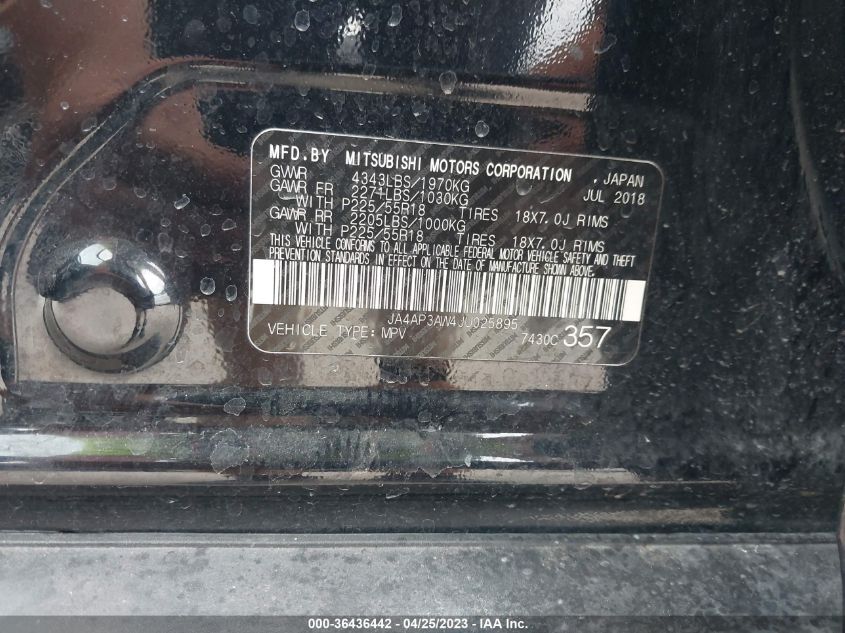 MFD.BY MITSUBISHI MOTORS CORPORATION , JAPAN
GVWR 4343LBS/1970KG JUL 2018
GAWR FR 2271LBS/1030KG
WITH P225/55R18 TIRES 18X7.0J RIMS
GAWR RR 2205LBS/1000KG
WITH P225/55R18 TIRES 18X7.0J RIMS
THIS VEHICLE CONFORMS TO ALL APPLICABLE FEDERAL MOTOR VEHICLE SAFETY AND THEFT
PREVENTION STANDARDS IN EFFECT ON THE DATE OF MANUFACTURE SHOWN ABOVE.
JA4AP3AW4JU025895
VEHICLE TYPE: MPV 7430C 357
000-36436442 - 04/25/2023 - IAA Inc.